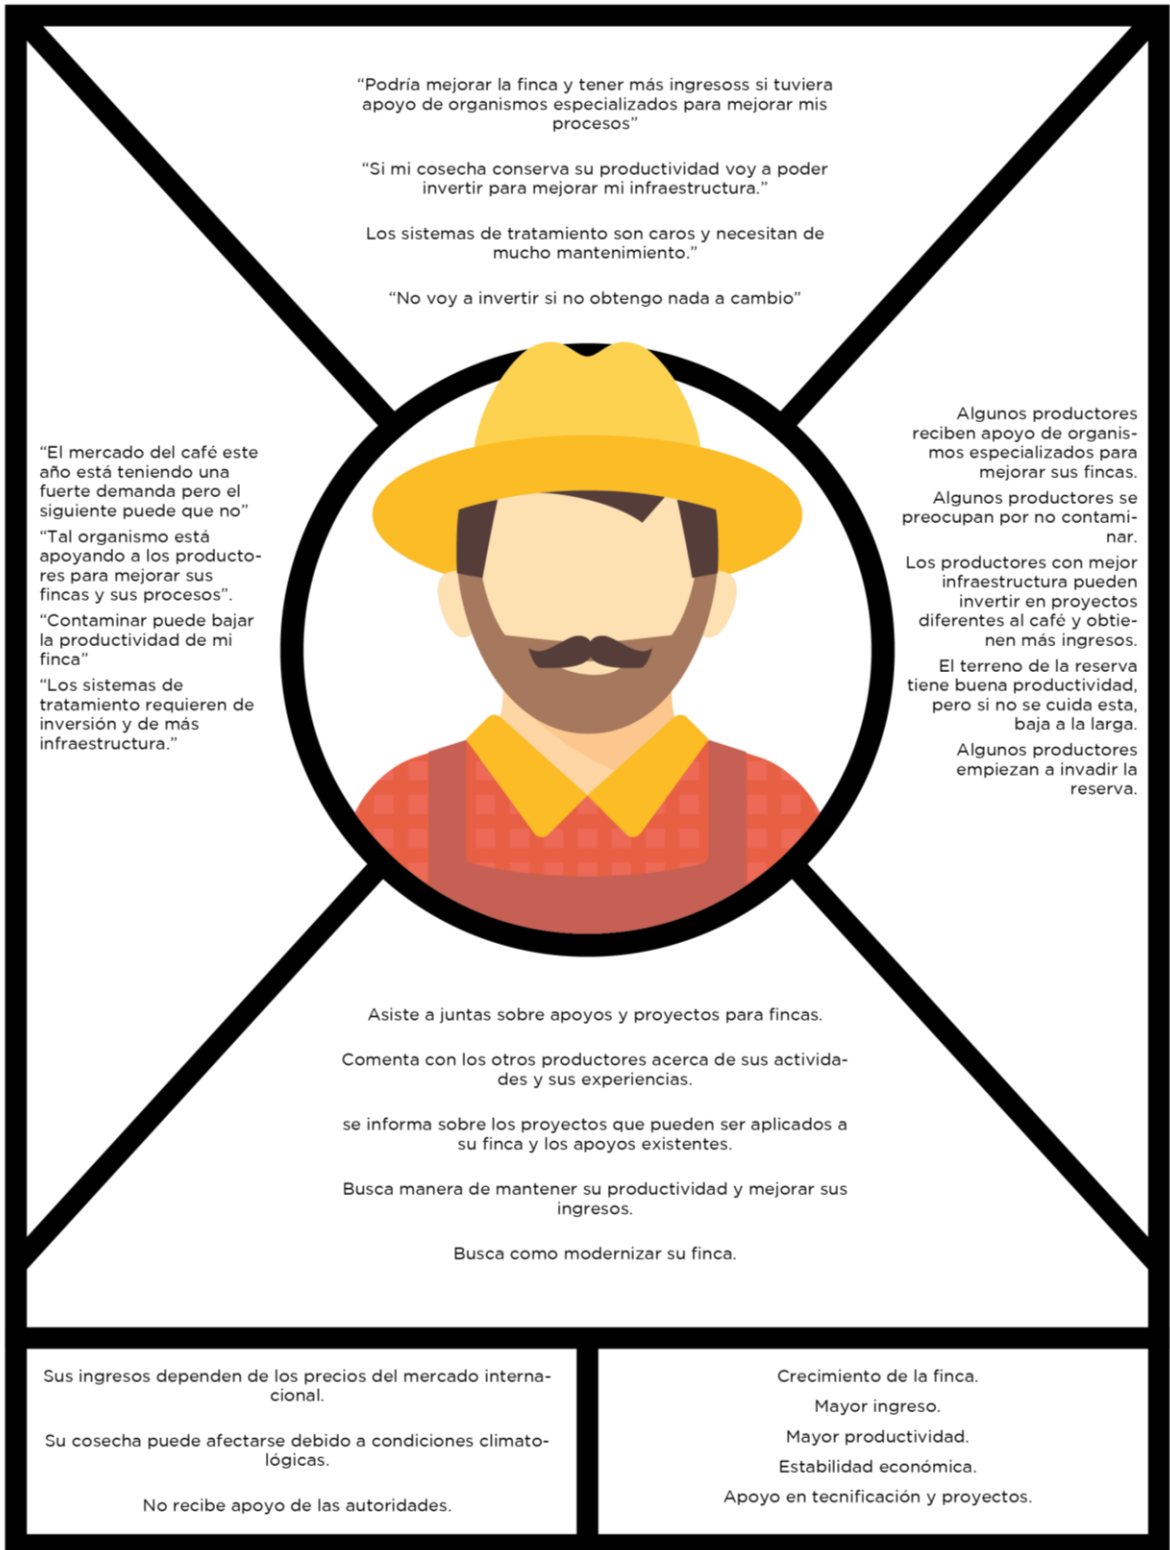 “Podría mejorar la finca y tener más ingresoss si tuviera
apoyo de organismos especializados para mejorar mis
procesos”
“Si mi cosecha conserva su productividad voy a poder
invertir para mejorar mi infraestructura.”
Los sistemas de tratamiento son caros y necesitan de
mucho mantenimiento.”
“No voy a invertir si no obtengo nada a cambio”
“El mercado del café este
año está teniendo una
fuerte demanda pero el
siguiente puede que no”
“Tal organismo está
apoyando a los producto-
res para mejorar sus
fincas y sus procesos”.
“Contaminar puede bajar
la productividad de mi
finca”
“Los sistemas de
tratamiento requieren de
inversión y de más
infraestructura.”
Algunos productores
reciben apoyo de organis-
mos especializados para
mejorar sus fincas.
Algunos productores se
preocupan por no contami-
nar.
Los productores con mejor
infraestructura pueden
invertir en proyectos
diferentes al café y obtie-
nen más ingresos.
El terreno de la reserva
tiene buena productividad,
pero si no se cuida esta,
baja a la larga.
Algunos productores
empiezan a invadir la
reserva.
Asiste a juntas sobre apoyos y proyectos para fincas.
Comenta con los otros productores acerca de sus activida-
des y sus experiencias.
se informa sobre los proyectos que pueden ser aplicados a
su finca y los apoyos existentes.
Busca manera de mantener su productividad y mejorar sus
ingresos.
Busca como modernizar su finca.
Sus ingresos dependen de los precios del mercado interna-
cional.
Su cosecha puede afectarse debido a condiciones climato-
lógicas.
No recibe apoyo de las autoridades.
Crecimiento de la finca.
Mayor ingreso.
Mayor productividad.
Estabilidad económica.
Apoyo en tecnificación y proyectos.